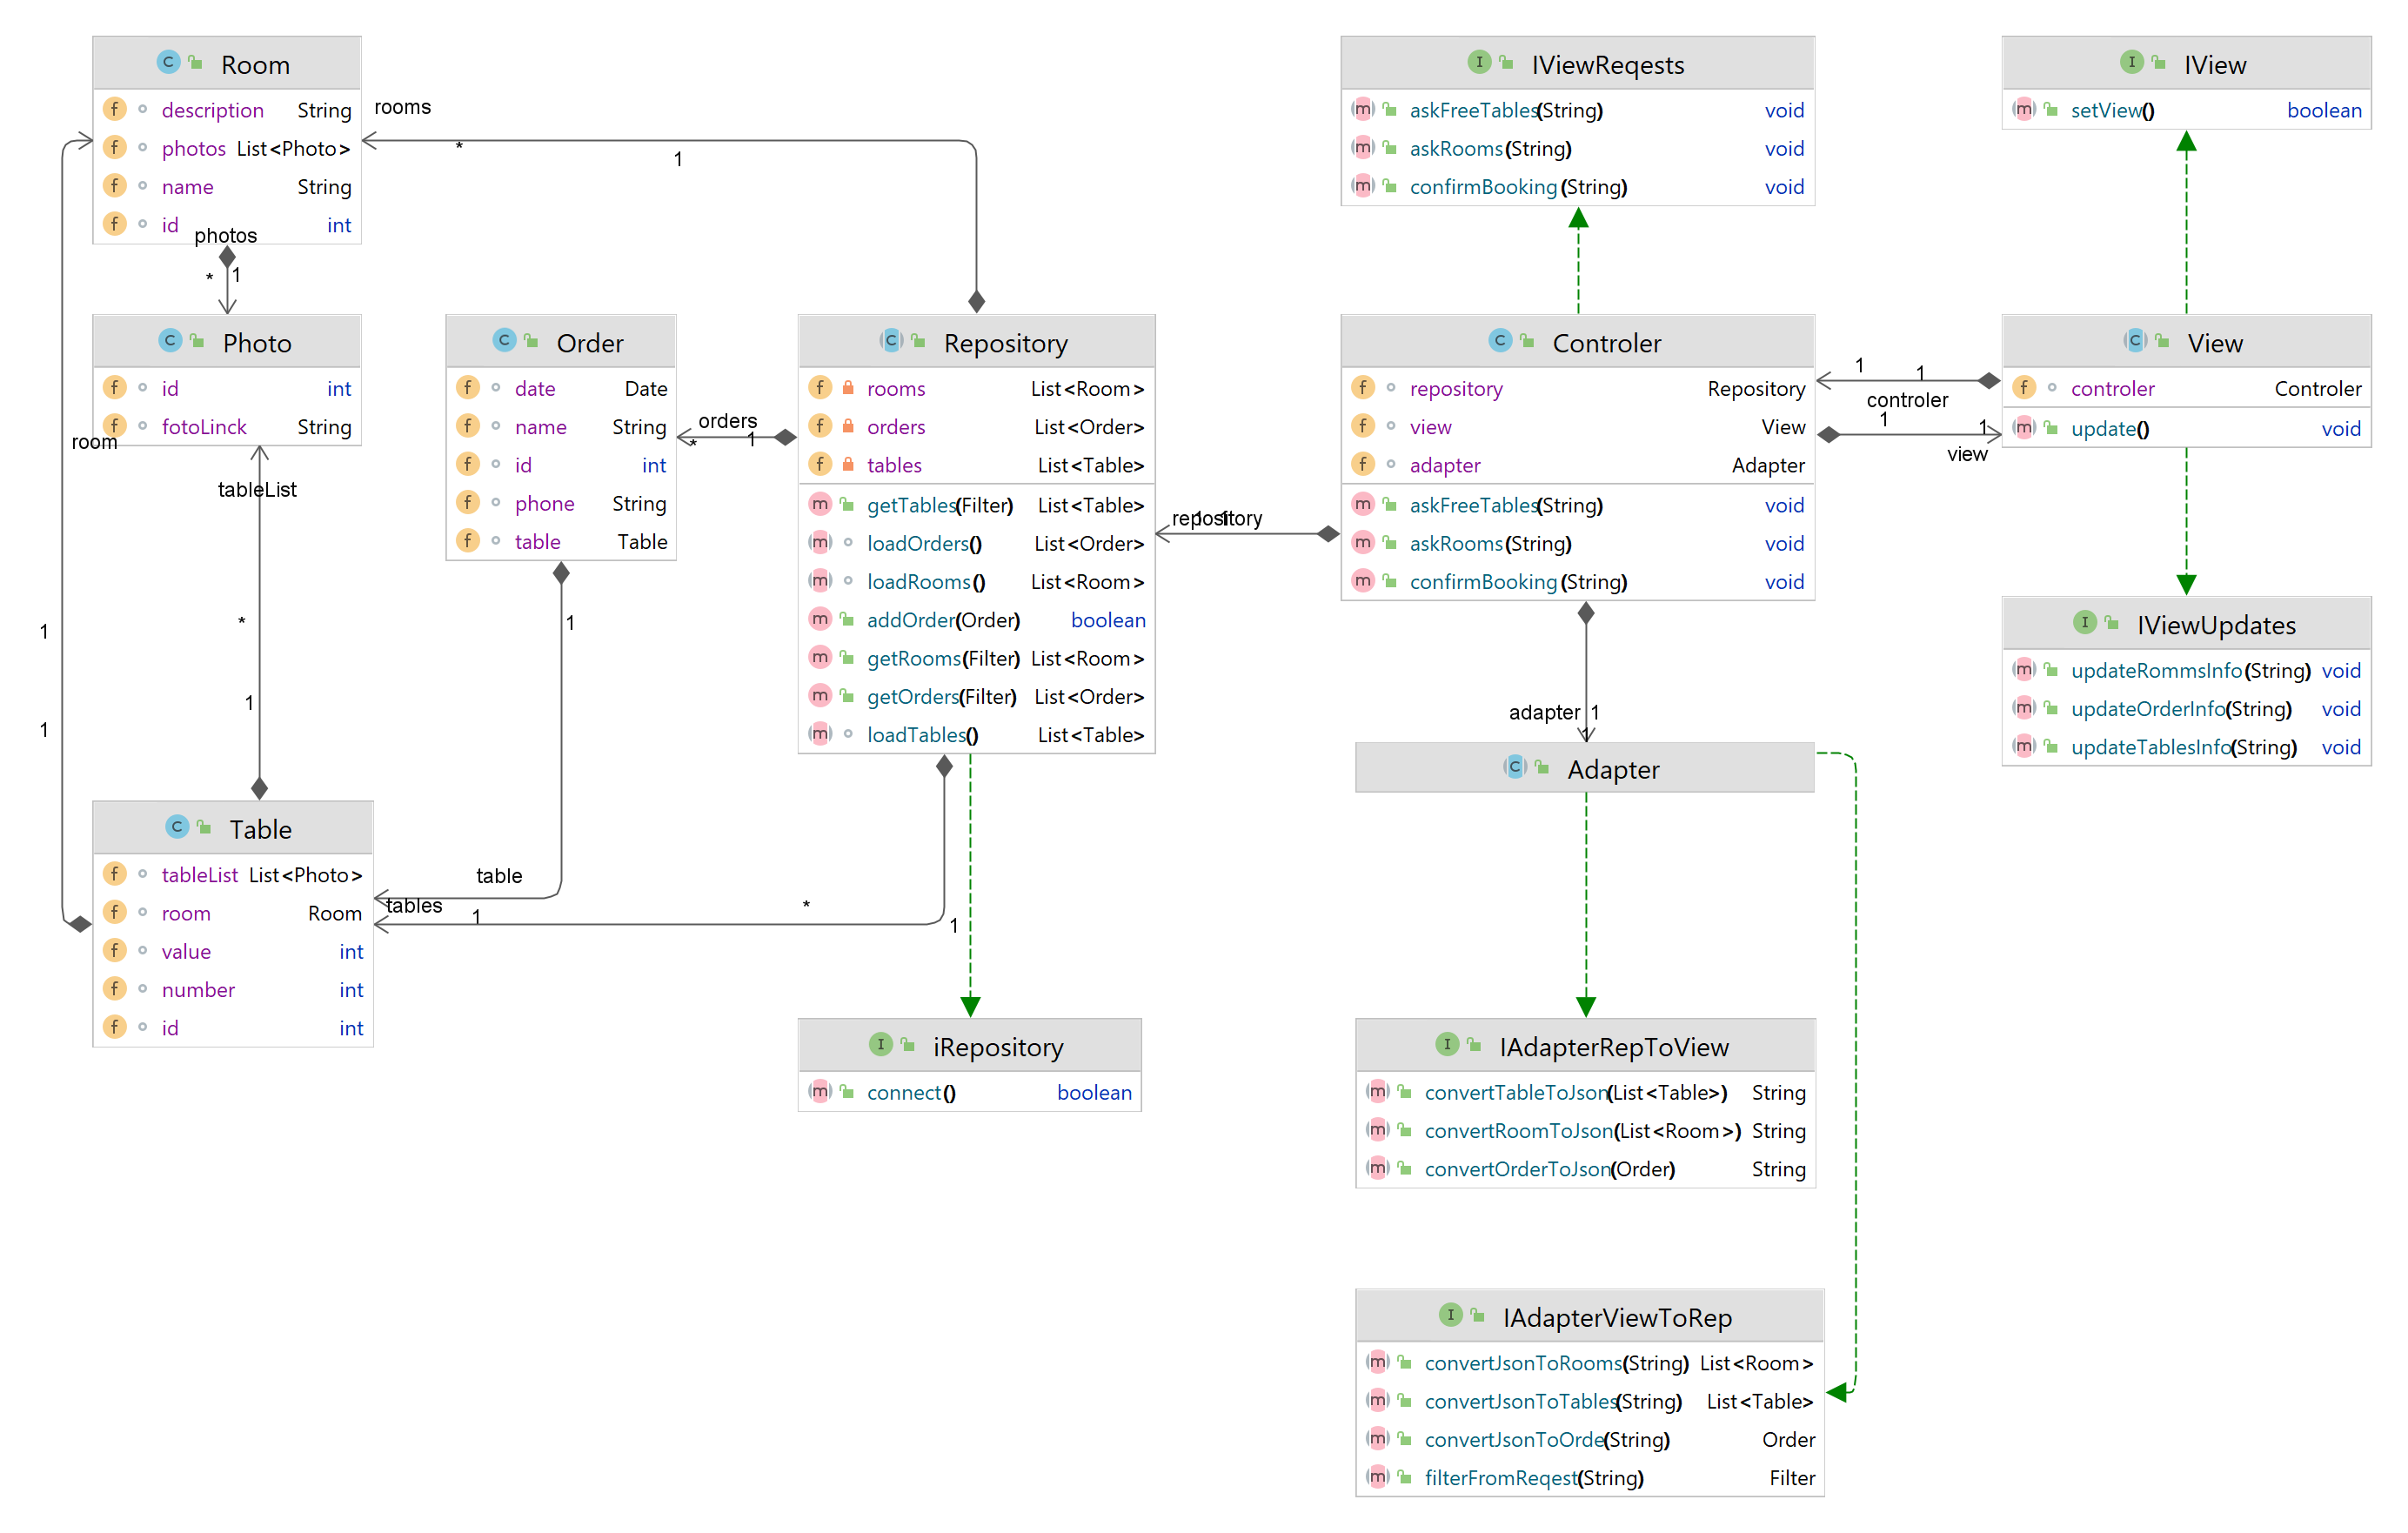 Room
description String
photos List<Photo>
name String
id int
rooms
*
1
photos
* 1
Photo
id int
fotoLinck String
room
tableList
*
1
1
1
Table
tableList List<Photo>
room Room
value int
number int
id int
Order
date Date
name String
id int
phone String
table Table
1
table
tables
1
*
1
orders
* 1
Repository
rooms List<Room>
orders List<Order>
tables List<Table>
getTables(Filter) List<Table>
loadOrders() List<Order>
loadRooms() List<Room>
addOrder(Order) boolean
getRooms(Filter) List<Room>
getOrders(Filter) List<Order>
loadTables() List<Table>
iRepository
connect() boolean
IViewReqests
askFreeTables(String) void
askRooms(String) void
confirmBooking(String) void
Controler
repository Repository
view View
adapter Adapter
askFreeTables(String) void
askRooms(String) void
confirmBooking(String) void
repository
1 1
1 1
controler
1 1
view
adapter 1
1
Adapter
IAdapterRepToView
convertTableToJson(List<Table>) String
convertRoomToJson(List<Room>) String
convertOrderToJson(Order) String
IAdapterViewToRep
convertJsonToRooms(String) List<Room>
convertJsonToTables(String) List<Table>
convertJsonToOrde(String) Order
filterFromReqest(String) Filter
IView
setView() boolean
View
controler Controler
update() void
IViewUpdates
updateRommsInfo(String) void
updateOrderInfo(String) void
updateTablesInfo(String) void